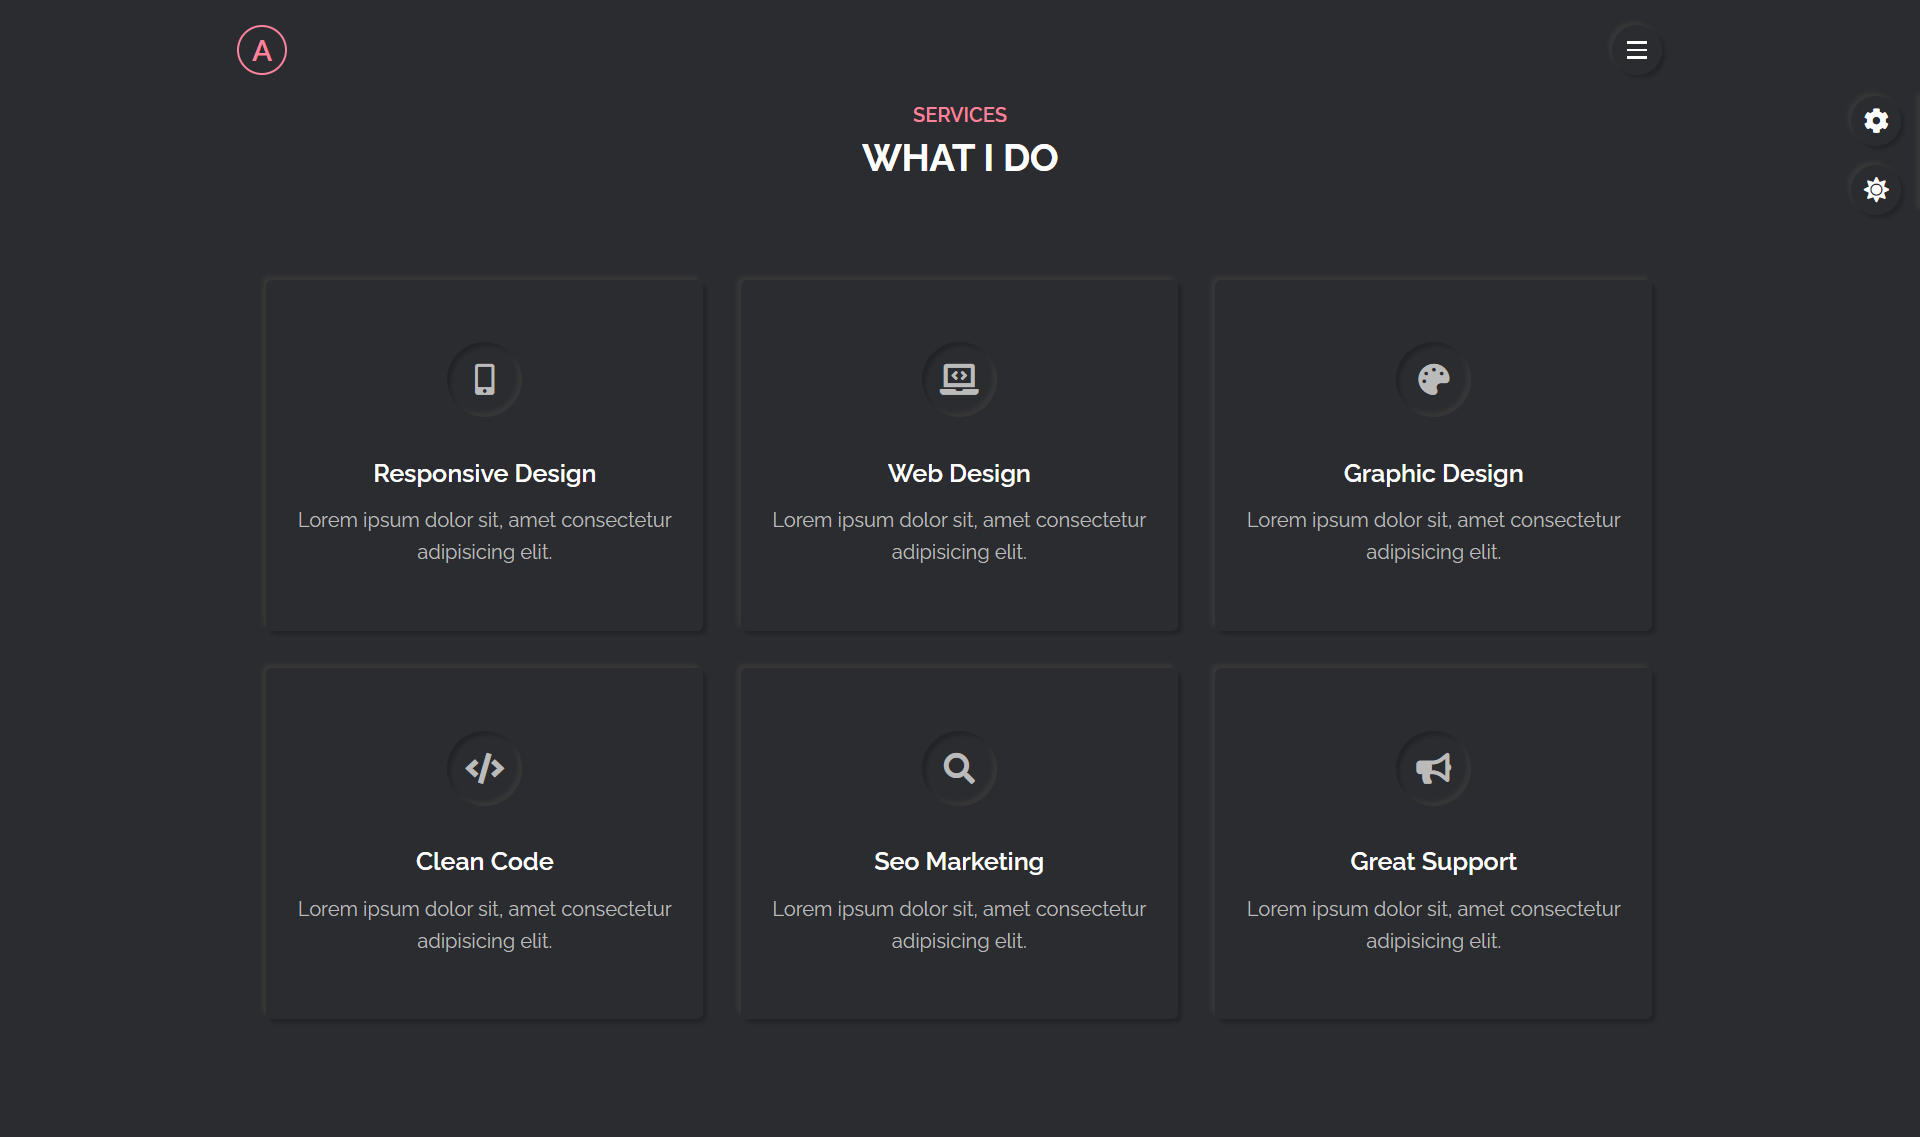 A
SERVICES
WHAT I DO
Responsive Design
Lorem ipsum dolor sit, amet consectetur
adipisicing elit.
Web Design
Lorem ipsum dolor sit, amet consectetur
adipisicing elit.
Graphic Design
Lorem ipsum dolor sit, amet consectetur
adipisicing elit.
Clean Code
Lorem ipsum dolor sit, amet consectetur
adipisicing elit.
Seo Marketing
Lorem ipsum dolor sit, amet consectetur
adipisicing elit.
Great Support
Lorem ipsum dolor sit, amet consectetur
adipisicing elit.